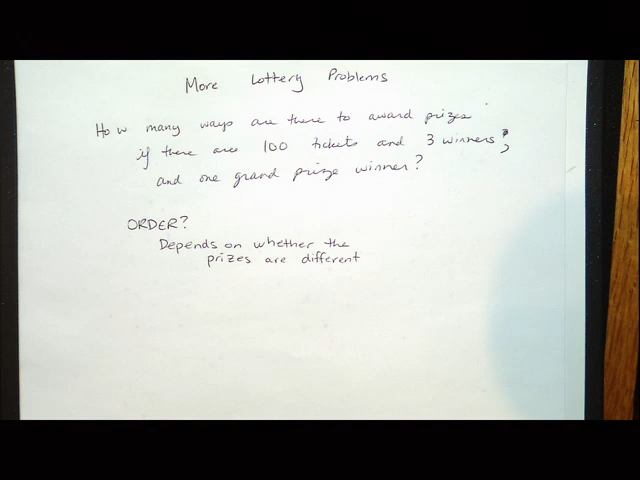 More Lottery Problems
How many ways are there to award prizes
if there are 100 tickets and 3 winners;
and one grand prize winner?
ORDER?
Depends on whether the
prizes are different